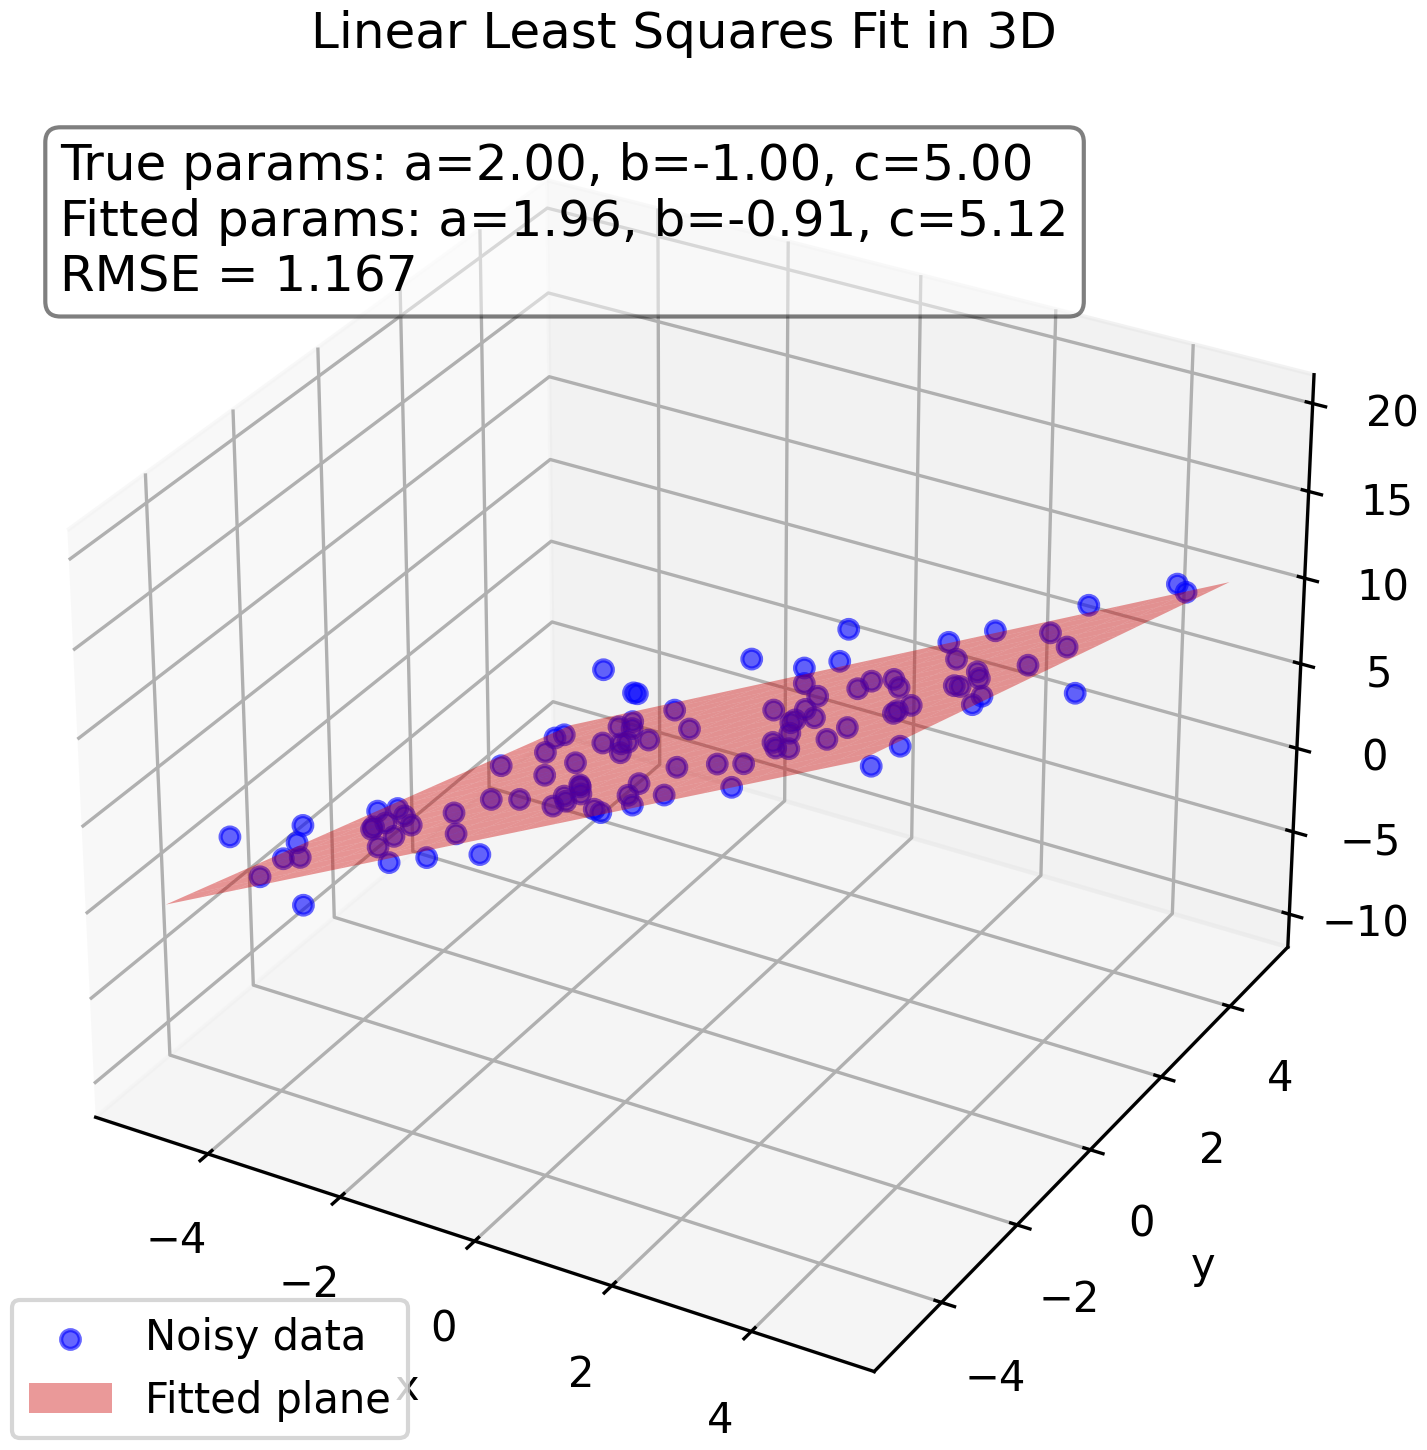 Linear Least Squares Fit in 3D
True params: a=2.00, b=-1.00, c=5.00
Fitted params: a=1.96, b=-0.91, c=5.12
RMSE = 1.167
20
15
10
5
0
−5
−10
4
2
0
−2
−4
y
−4
−2
0
2
4
x
Noisy data
Fitted plane